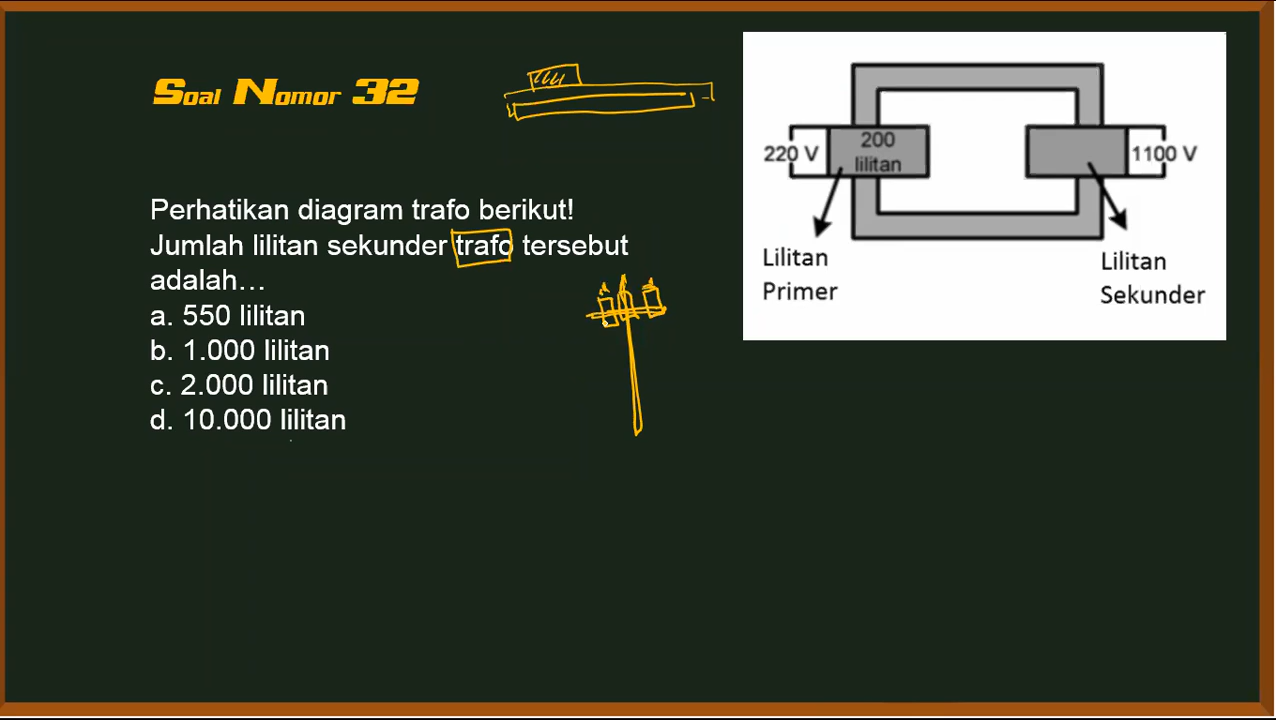 Soal Nomor 32
Perhatikan diagram trafo berikut!
Jumlah lilitan sekunder trafo tersebut
adalah…
a. 550 lilitan
b. 1.000 lilitan
c. 2.000 lilitan
d. 10.000 lilitan
220 V
200
lilitan
1100 V
Lilitan
Primer
Lilitan
Sekunder